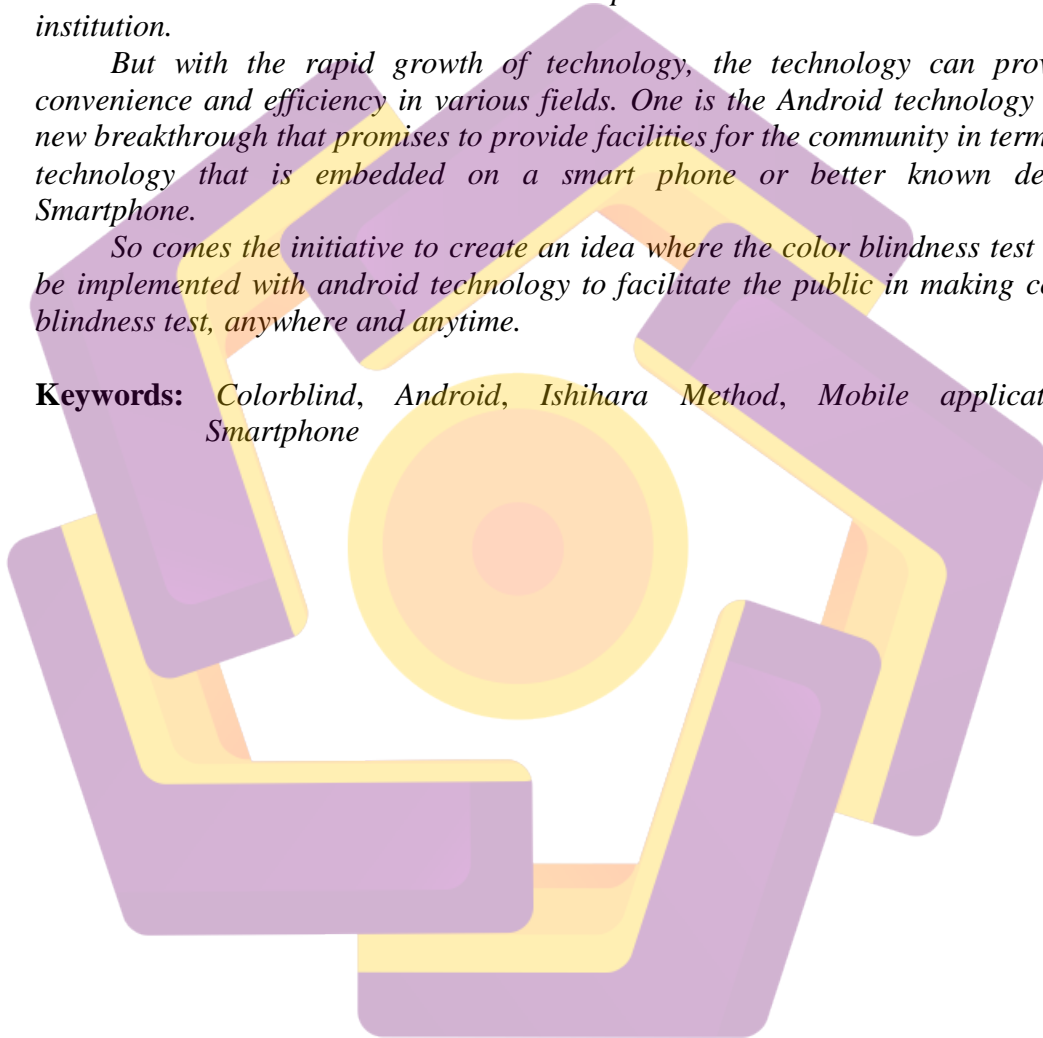 institution.
But with the rapid growth of technology, the technology can prov
convenience and efficiency in various fields. One is the Android technology
new breakthrough that promises to provide facilities for the community in term
technology that is embedded on a smart phone or better known de
Smartphone.
So comes the initiative to create an idea where the color blindness test
be implemented with android technology to facilitate the public in making co
blindness test, anywhere and anytime.
Keywords: Colorblind, Android, Ishihara Method, Mobile applicat
Smartphone